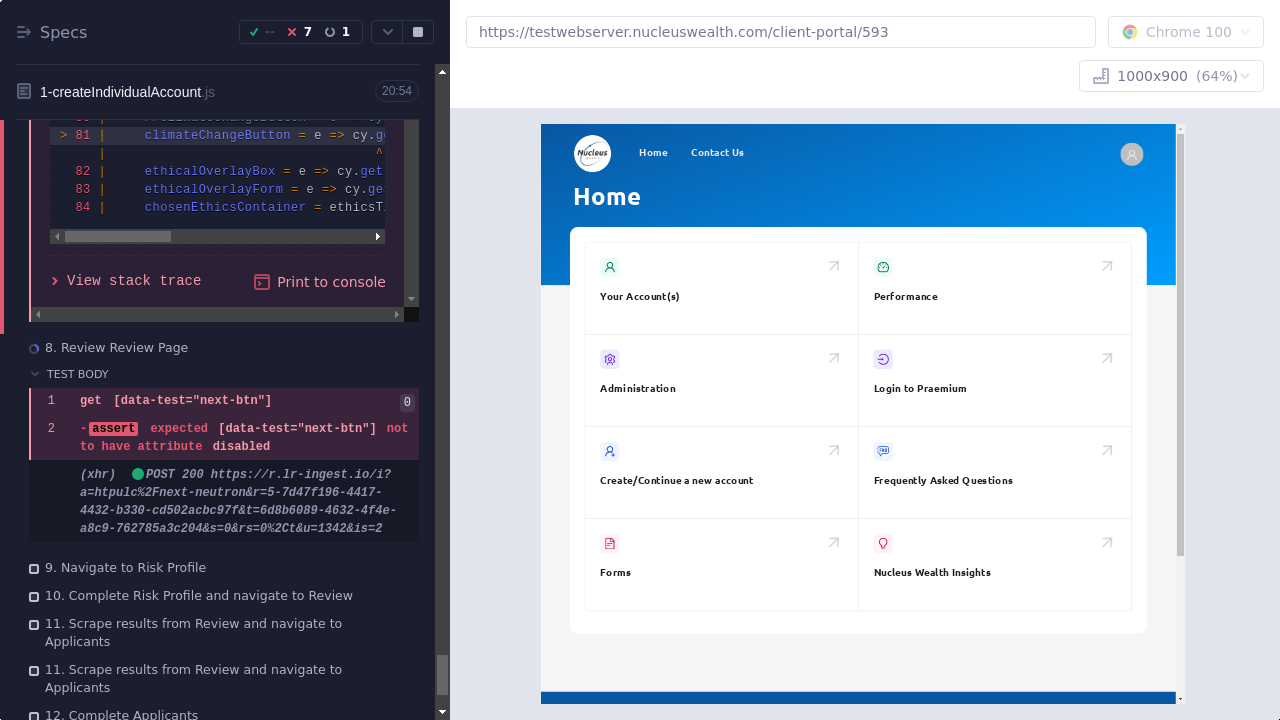 Specs
--
7
1
1-createIndividualAccount.js
20:54
> 81 |     climateChangeButton = e => cy.g
|                                    ^
82 |     ethicalOverlayBox = e => cy.get
83 |     ethicalOverlayForm = e => cy.ge
84 |     chosenEthicsContainer = ethicsT
View stack trace
Print to console
8. Review Review Page
TEST BODY
1 get [data-test="next-btn"] 0
2 -assert expected [data-test="next-btn"] not
to have attribute disabled
(xhr) POST 200 https://r.lr-ingest.io/i?
a=htpulc%2Fnext-neutron&r=5-7d47f196-4417-
4432-b330-cd502acbc97f&t=6d8b6089-4632-4f4e-
a8c9-762785a3c204&s=0&rs=0%2Ct&u=1342&is=2
9. Navigate to Risk Profile
10. Complete Risk Profile and navigate to Review
11. Scrape results from Review and navigate to
Applicants
11. Scrape results from Review and navigate to
Applicants
12. Complete Applicants
https://testwebserver.nucleuswealth.com/client-portal/593
Chrome 100
1000x900 (64%)
Nucleus
Home
Contact Us
Home
Your Account(s)
Performance
Administration
Login to Praemium
Create/Continue a new account
Frequently Asked Questions
Forms
Nucleus Wealth Insights